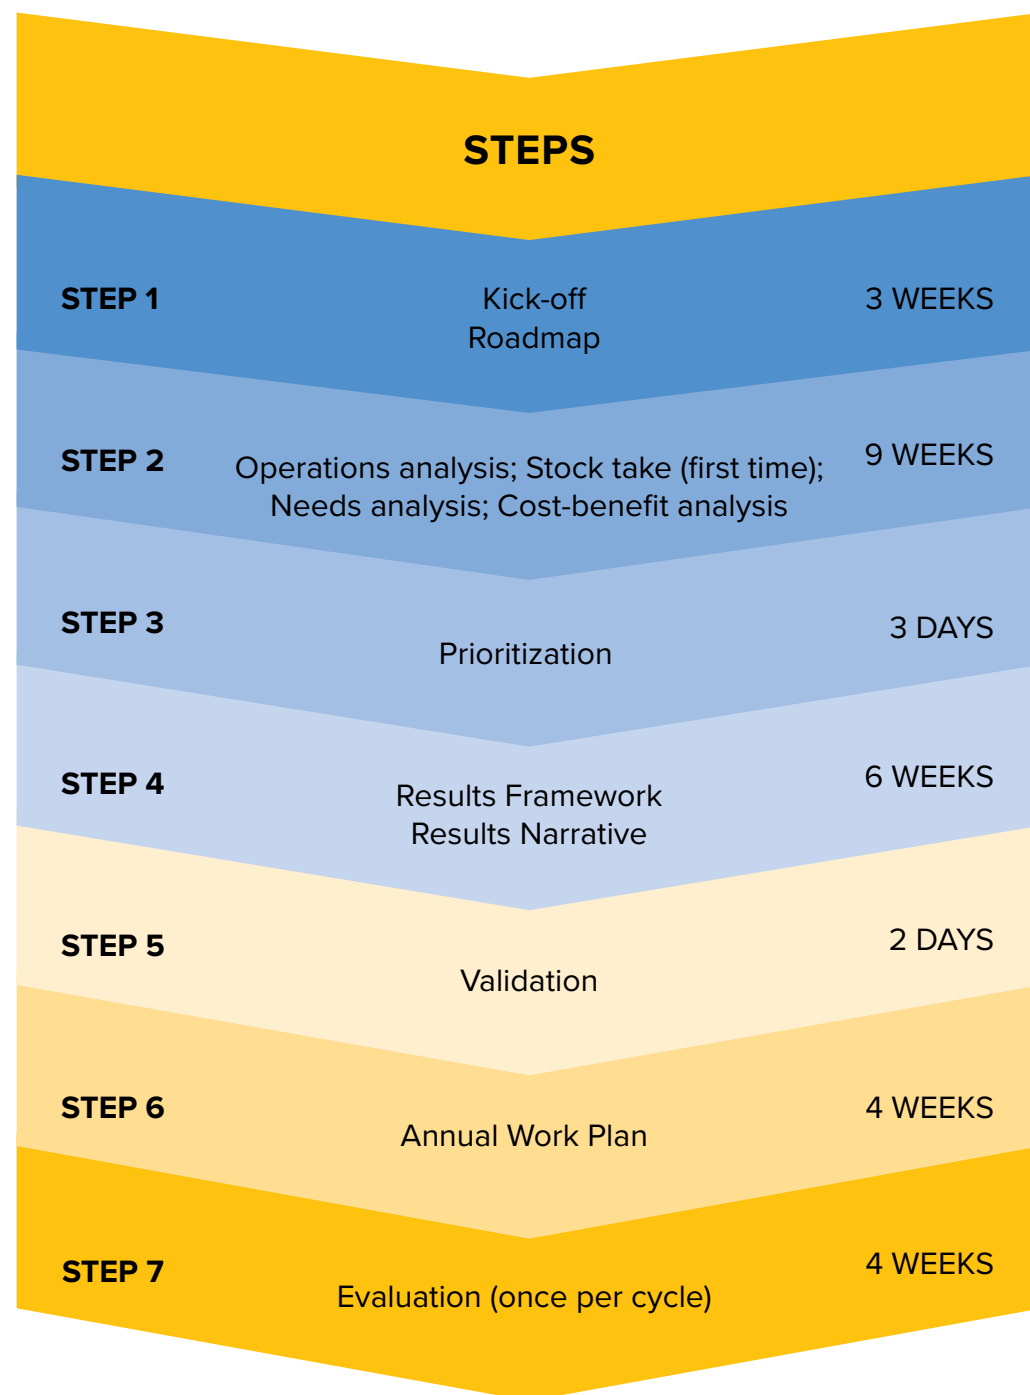 STEPS
STEP 1
Kick-off
Roadmap
3 WEEKS
STEP 2
Operations analysis; Stock take (first time);
Needs analysis; Cost-benefit analysis
9 WEEKS
STEP 3
Prioritization
3 DAYS
STEP 4
Results Framework
Results Narrative
6 WEEKS
STEP 5
Validation
2 DAYS
STEP 6
Annual Work Plan
4 WEEKS
STEP 7
Evaluation (once per cycle)
4 WEEKS